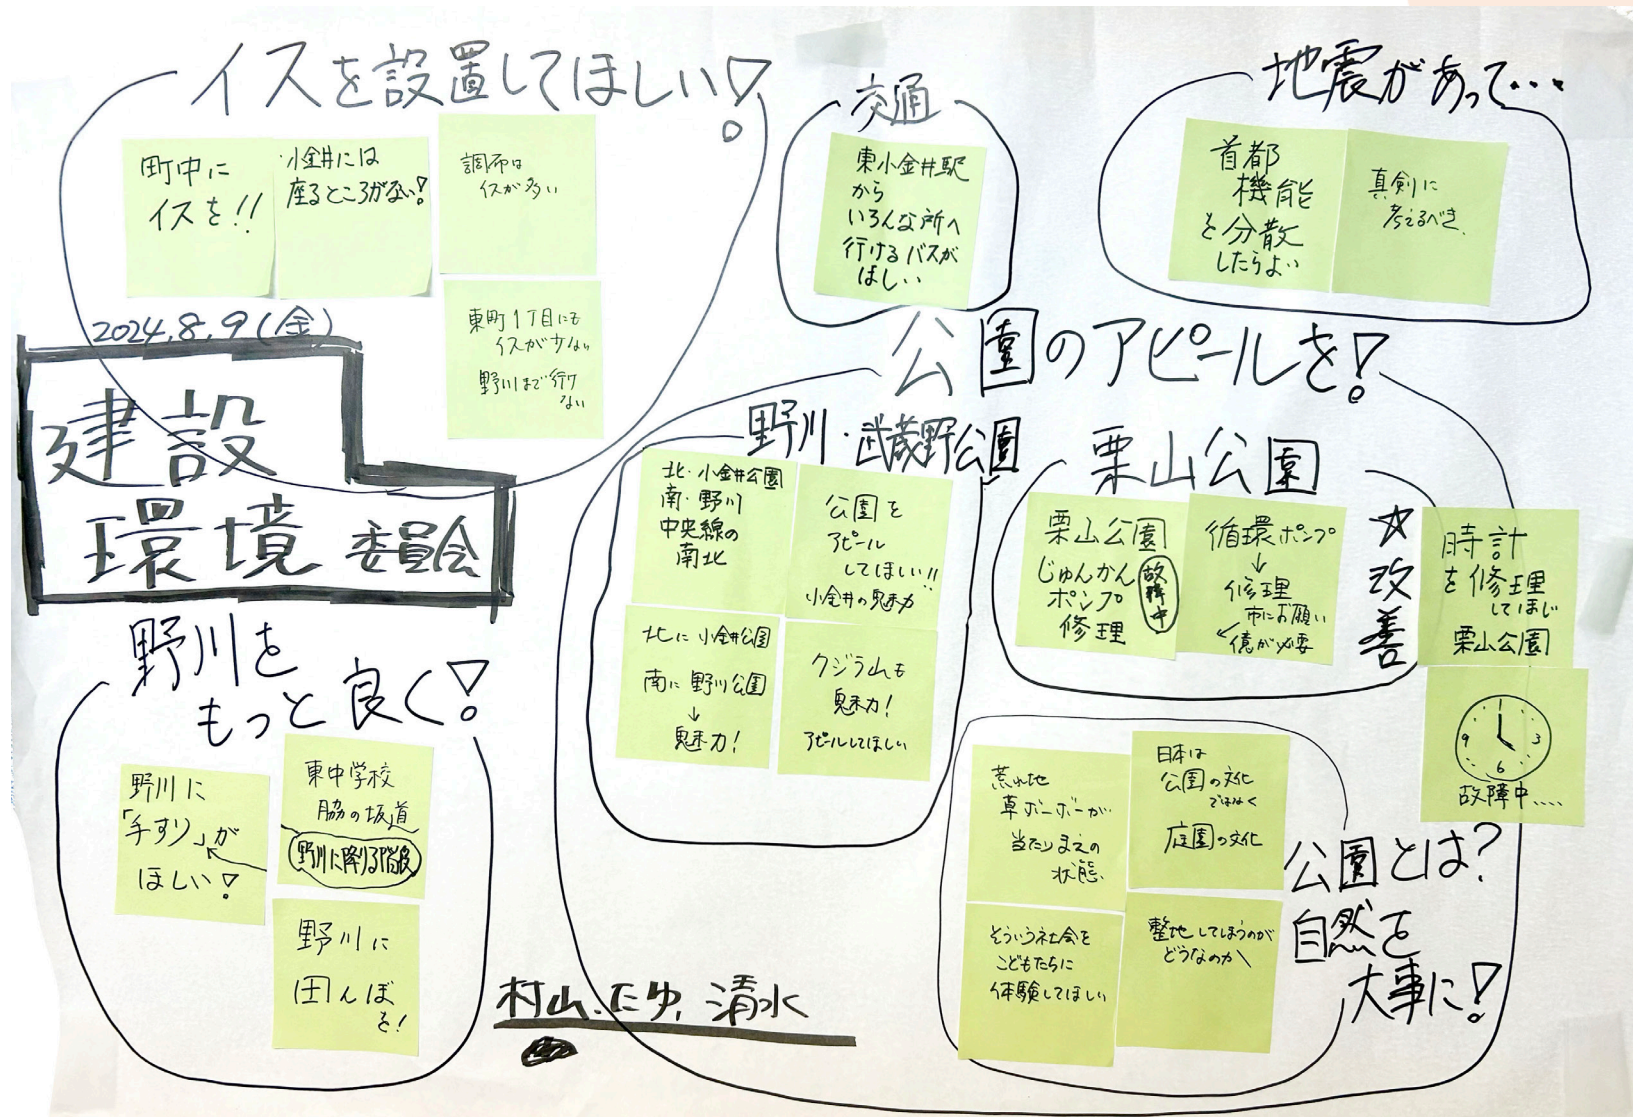 イスを設置してほしい!
町中に
イスを!!
小金井には
座るところがない!
調布は
イスが多い
東町1丁目にも
イスが少ない
野川まで行け
ない
交通
東小金井駅
から
いろんな所へ
行けるバスが
ほしい
地震があって・・・
首都
機能
を分散
したらよい
真剣に
考えるべき.
2024.8.9(金)
建設
環境委員会
公園のアピールを!
野川・武蔵野公園
北・小金井公園
南・野川
中央線の
南北
公園を
アピール
してほしい!!
小金井の魅力
北に小金井公園
南に野川公園
↓
魅力!
クジラ山も
魅力!
アピールしてほしい
栗山公園
栗山公園
じゅんかん
ポンプ
修理
故障中
循環ポンプ
↓
修理
市にお願い
億が必要
☆改善
時計
を修理
してほしい
栗山公園
9 3
6
故障中....
野川を
もっと良く!
野川に
「手すり」が
ほしい!
東中学校
脇の坂道
野川に降りる階段
野川に
田んぼ
を!
荒れ地
草ボーボーが
当たりまえの
状態、
日本は
公園の文化
ではなく
庭園の文化
そういう社会を
こどもたちに
体験してほしい
整地してしまうのが
どうなのか
公園とは?
自然を
大事に!
村山、たゆ、清水